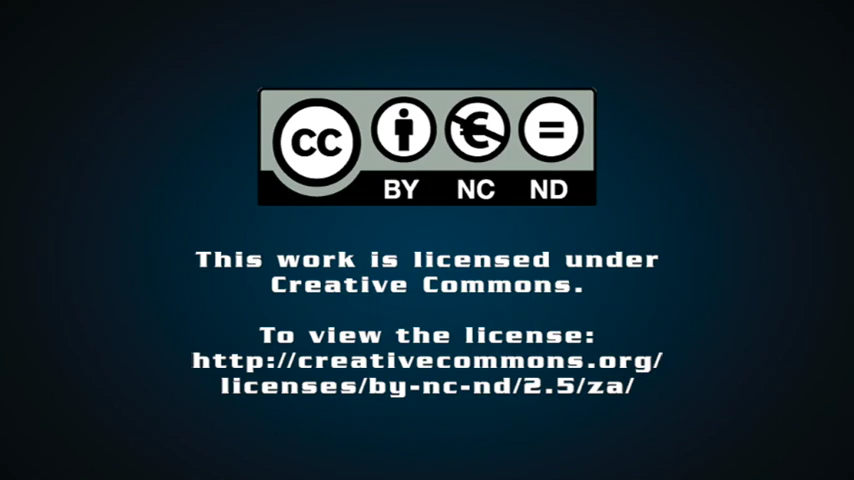 CC
BY NC ND
This work is licensed under
Creative Commons.
To view the license:
http://creativecommons.org/
licenses/by-nc-nd/2.5/za/